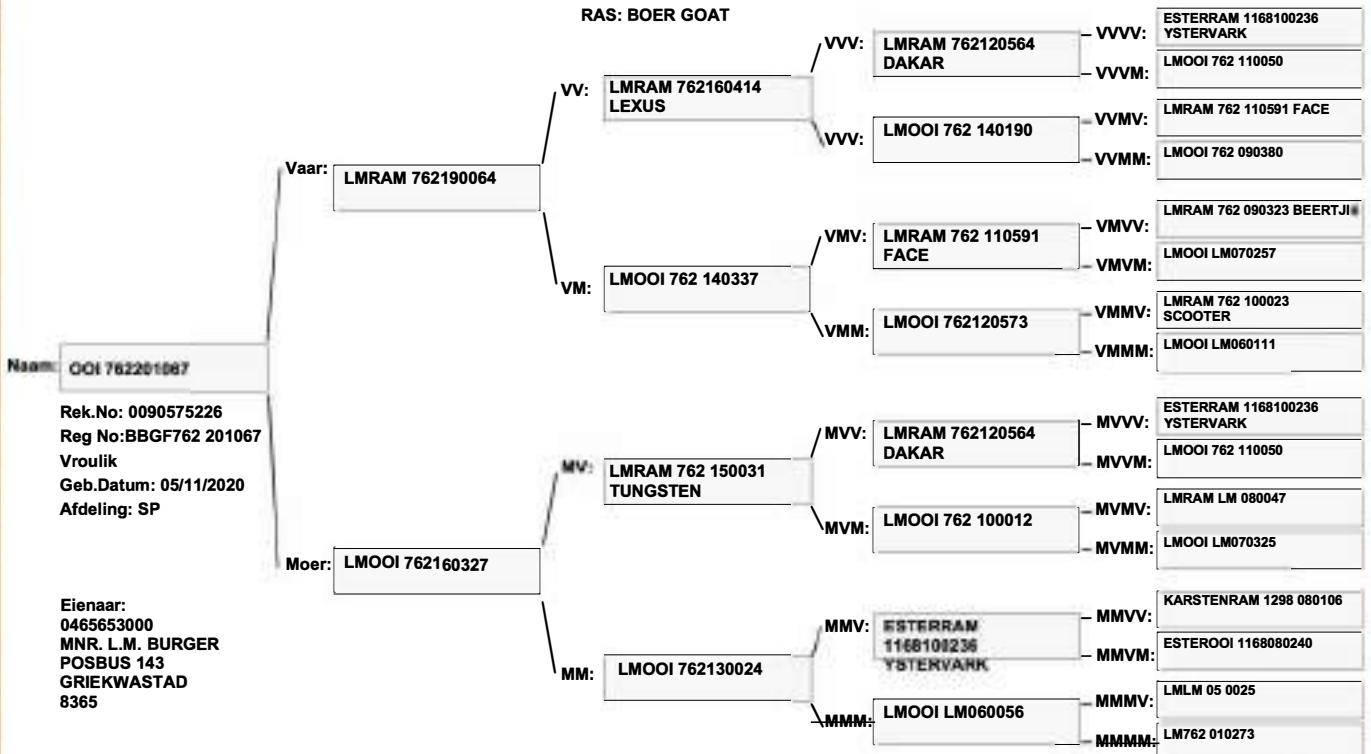 RAS: BOER GOAT
Naam: OOI 762201067
Rek.No: 0090575226
Reg No:BBGF762 201067
Vroulik
Geb.Datum: 05/11/2020
Afdeling: SP
Eienaar:
0465653000
MNR. L.M. BURGER
POSBUS 143
GRIEKWASTAD
8365
Vaar: LMRAM 762190064
Moer: LMOOI 762160327
VV: LMRAM 762160414
LEXUS
VM: LMOOI 762 140337
MV: LMRAM 762 150031
TUNGSTEN
MM: LMOOI 762130024
VVV: LMRAM 762120564
DAKAR
VVV: LMOOI 762 140190
VMV: LMRAM 762 110591
FACE
VMM: LMOOI 762120573
MVV: LMRAM 762120564
DAKAR
MVM: LMOOI 762 100012
MMV: ESTERRAM
1168100236
YSTERVARK
MMM: LMOOI LM060056
VVVV: ESTERRAM 1168100236
YSTERVARK
VVVM: LMOOI 762 110050
VVMV: LMRAM 762 110591 FACE
VVMM: LMOOI 762 090380
VMVV: LMRAM 762 090323 BEERTJI
VMVM: LMOOI LM070257
VMMV: LMRAM 762 100023
SCOOTER
VMMM: LMOOI LM060111
MVVV: ESTERRAM 1168100236
YSTERVARK
MVVM: LMOOI 762 110050
MVMV: LMRAM LM 080047
MVMM: LMOOI LM070325
MMVV: KARSTENRAM 1298 080106
MMVM: ESTEROOI 1168080240
MMMV: LMLM 05 0025
MMMM: LM762 010273